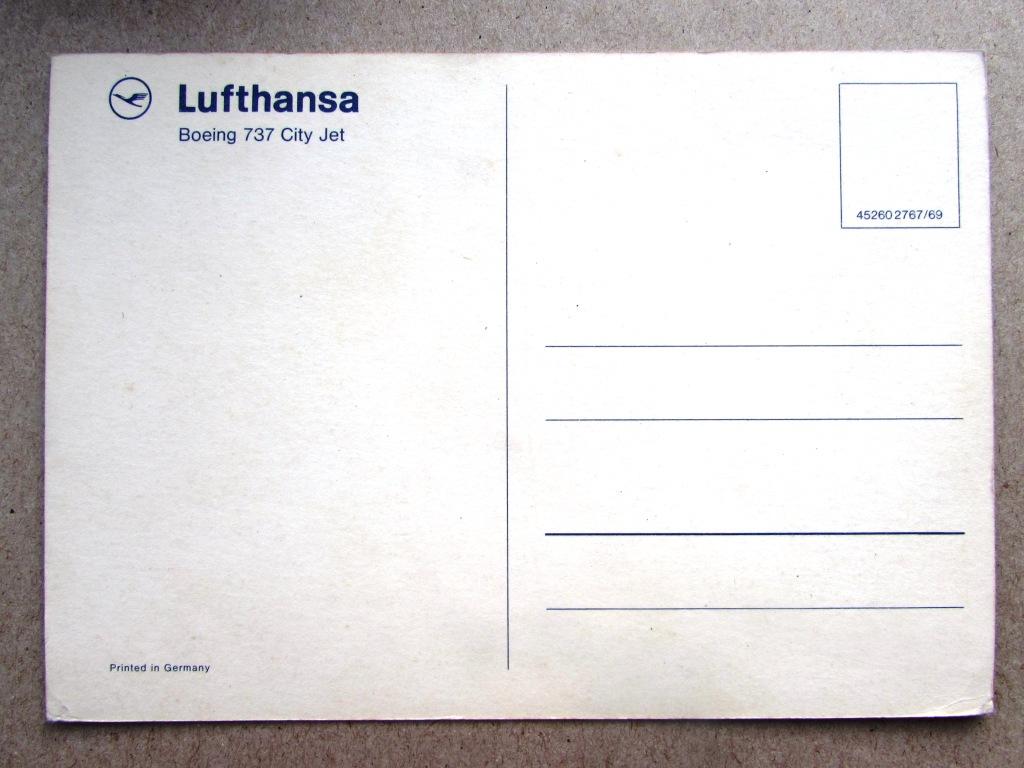 Lufthansa
Boeing 737 City Jet
452602767/69
Printed in Germany